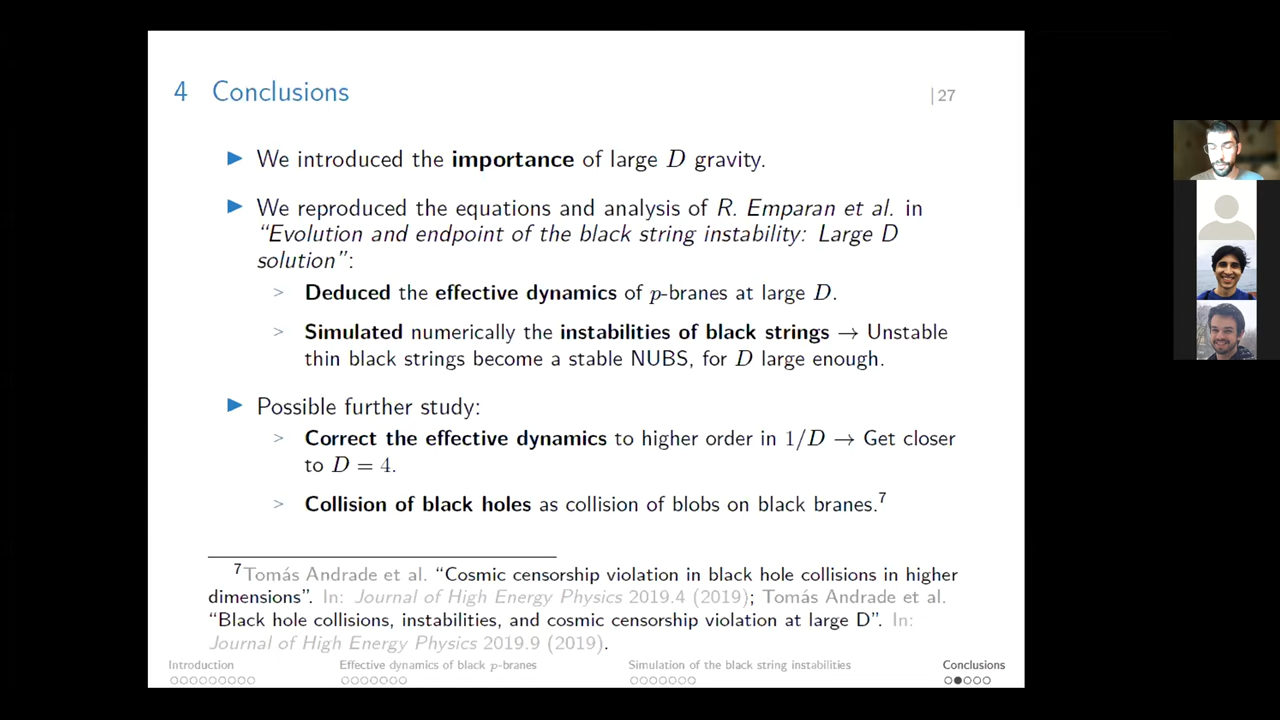 4 Conclusions
|27
▶ We introduced the importance of large D gravity.
▶ We reproduced the equations and analysis of R. Emparan et al. in
“Evolution and endpoint of the black string instability: Large D
solution”:
> Deduced the effective dynamics of p-branes at large D.
> Simulated numerically the instabilities of black strings → Unstable
thin black strings become a stable NUBS, for D large enough.
▶ Possible further study:
> Correct the effective dynamics to higher order in 1/D → Get closer
to D = 4.
> Collision of black holes as collision of blobs on black branes.⁷
⁷Tomás Andrade et al. “Cosmic censorship violation in black hole collisions in higher
dimensions”. In: Journal of High Energy Physics 2019.4 (2019); Tomás Andrade et al.
“Black hole collisions, instabilities, and cosmic censorship violation at large D”. In:
Journal of High Energy Physics 2019.9 (2019).
Introduction Effective dynamics of black p-branes Simulation of the black string instabilities Conclusions